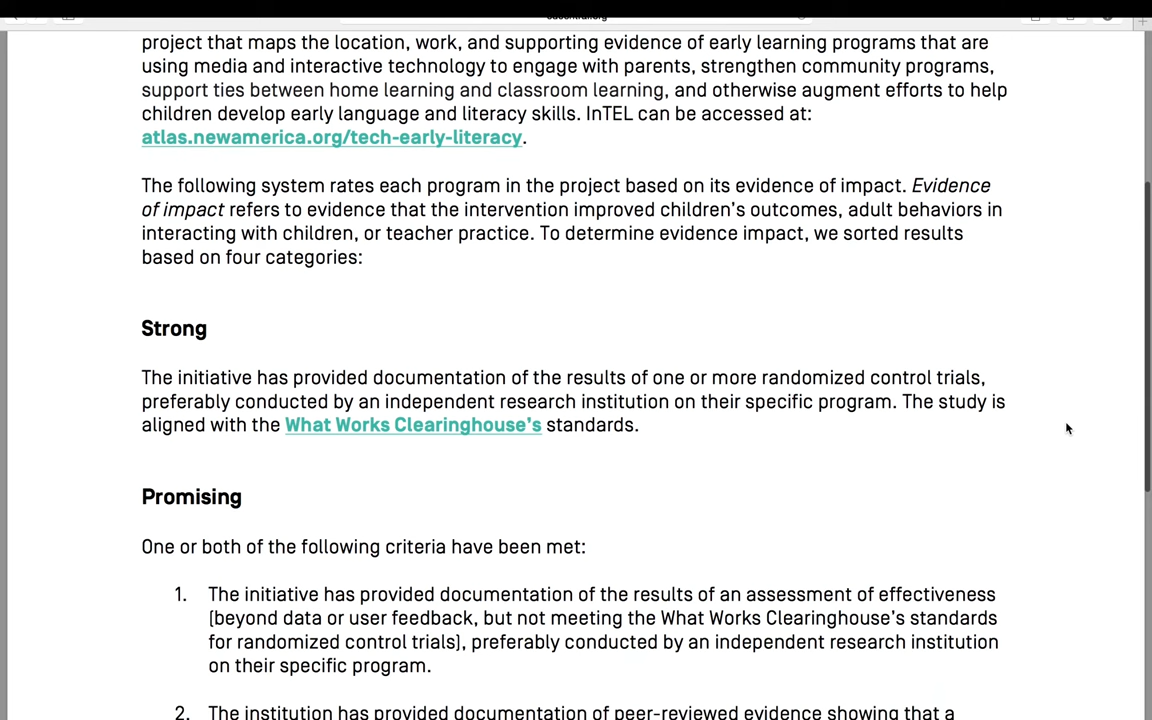 project that maps the location, work, and supporting evidence of early learning programs that are
using media and interactive technology to engage with parents, strengthen community programs,
support ties between home learning and classroom learning, and otherwise augment efforts to help
children develop early language and literacy skills. InTEL can be accessed at:
atlas.newamerica.org/tech-early-literacy.
The following system rates each program in the project based on its evidence of impact. Evidence
of impact refers to evidence that the intervention improved children's outcomes, adult behaviors in
interacting with children, or teacher practice. To determine evidence impact, we sorted results
based on four categories:
Strong
The initiative has provided documentation of the results of one or more randomized control trials,
preferably conducted by an independent research institution on their specific program. The study is
aligned with the What Works Clearinghouse's standards.
Promising
One or both of the following criteria have been met:
1. The initiative has provided documentation of the results of an assessment of effectiveness
(beyond data or user feedback, but not meeting the What Works Clearinghouse's standards
for randomized control trials), preferably conducted by an independent research institution
on their specific program.
2. The institution has provided documentation of peer-reviewed evidence showing that a